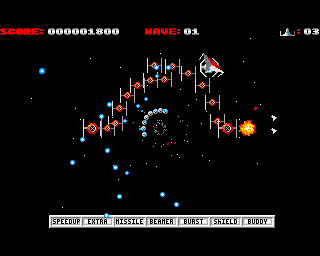 SCORE:000001800 WAVE:01 :03
SPEEDUP EXTRA MISSILE BEAMER BURST SHIELD BUDDY